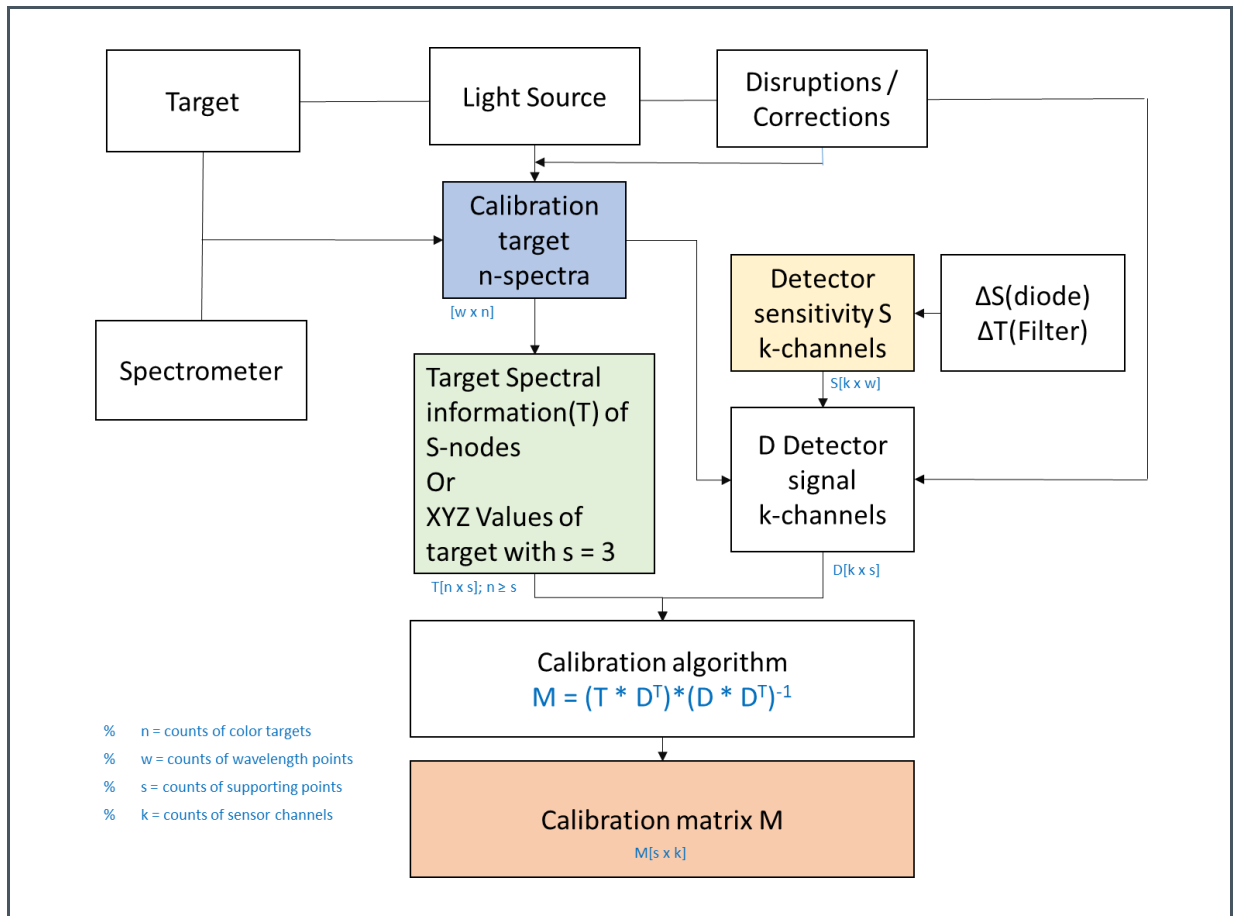 Target
Light Source
Disruptions /
Corrections
Calibration
target
n-spectra
[w x n]
Detector
sensitivity S
k-channels
S[k x w]
ΔS(diode)
ΔT(Filter)
Spectrometer
Target Spectral
information(T) of
S-nodes
Or
XYZ Values of
target with s = 3
T[n x s]; n ≥ s
D Detector
signal
k-channels
D[k x s]
Calibration algorithm
M = (T * Dᵀ)*(D * Dᵀ)⁻¹
% n = counts of color targets
% w = counts of wavelength points
% s = counts of supporting points
% k = counts of sensor channels
Calibration matrix M
M[s x k]